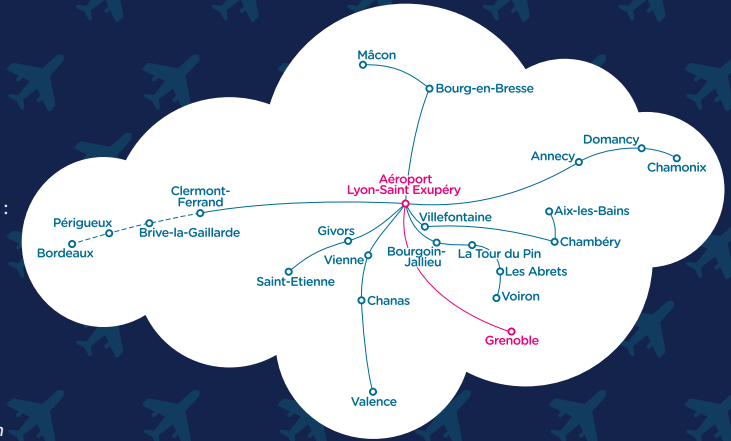 Mâcon
Bourg-en-Bresse
Domancy
Annecy
Chamonix
Aéroport
Lyon-Saint Exupéry
Clermont-
Ferrand
:
Périgueux
Brive-la-Gaillarde
Bordeaux
Givors
Villefontaine
Aix-les-Bains
Vienne
Bourgoin-
Jallieu
La Tour du Pin
Chambéry
Saint-Etienne
Les Abrets
Chanas
Voiron
Grenoble
Valence
n